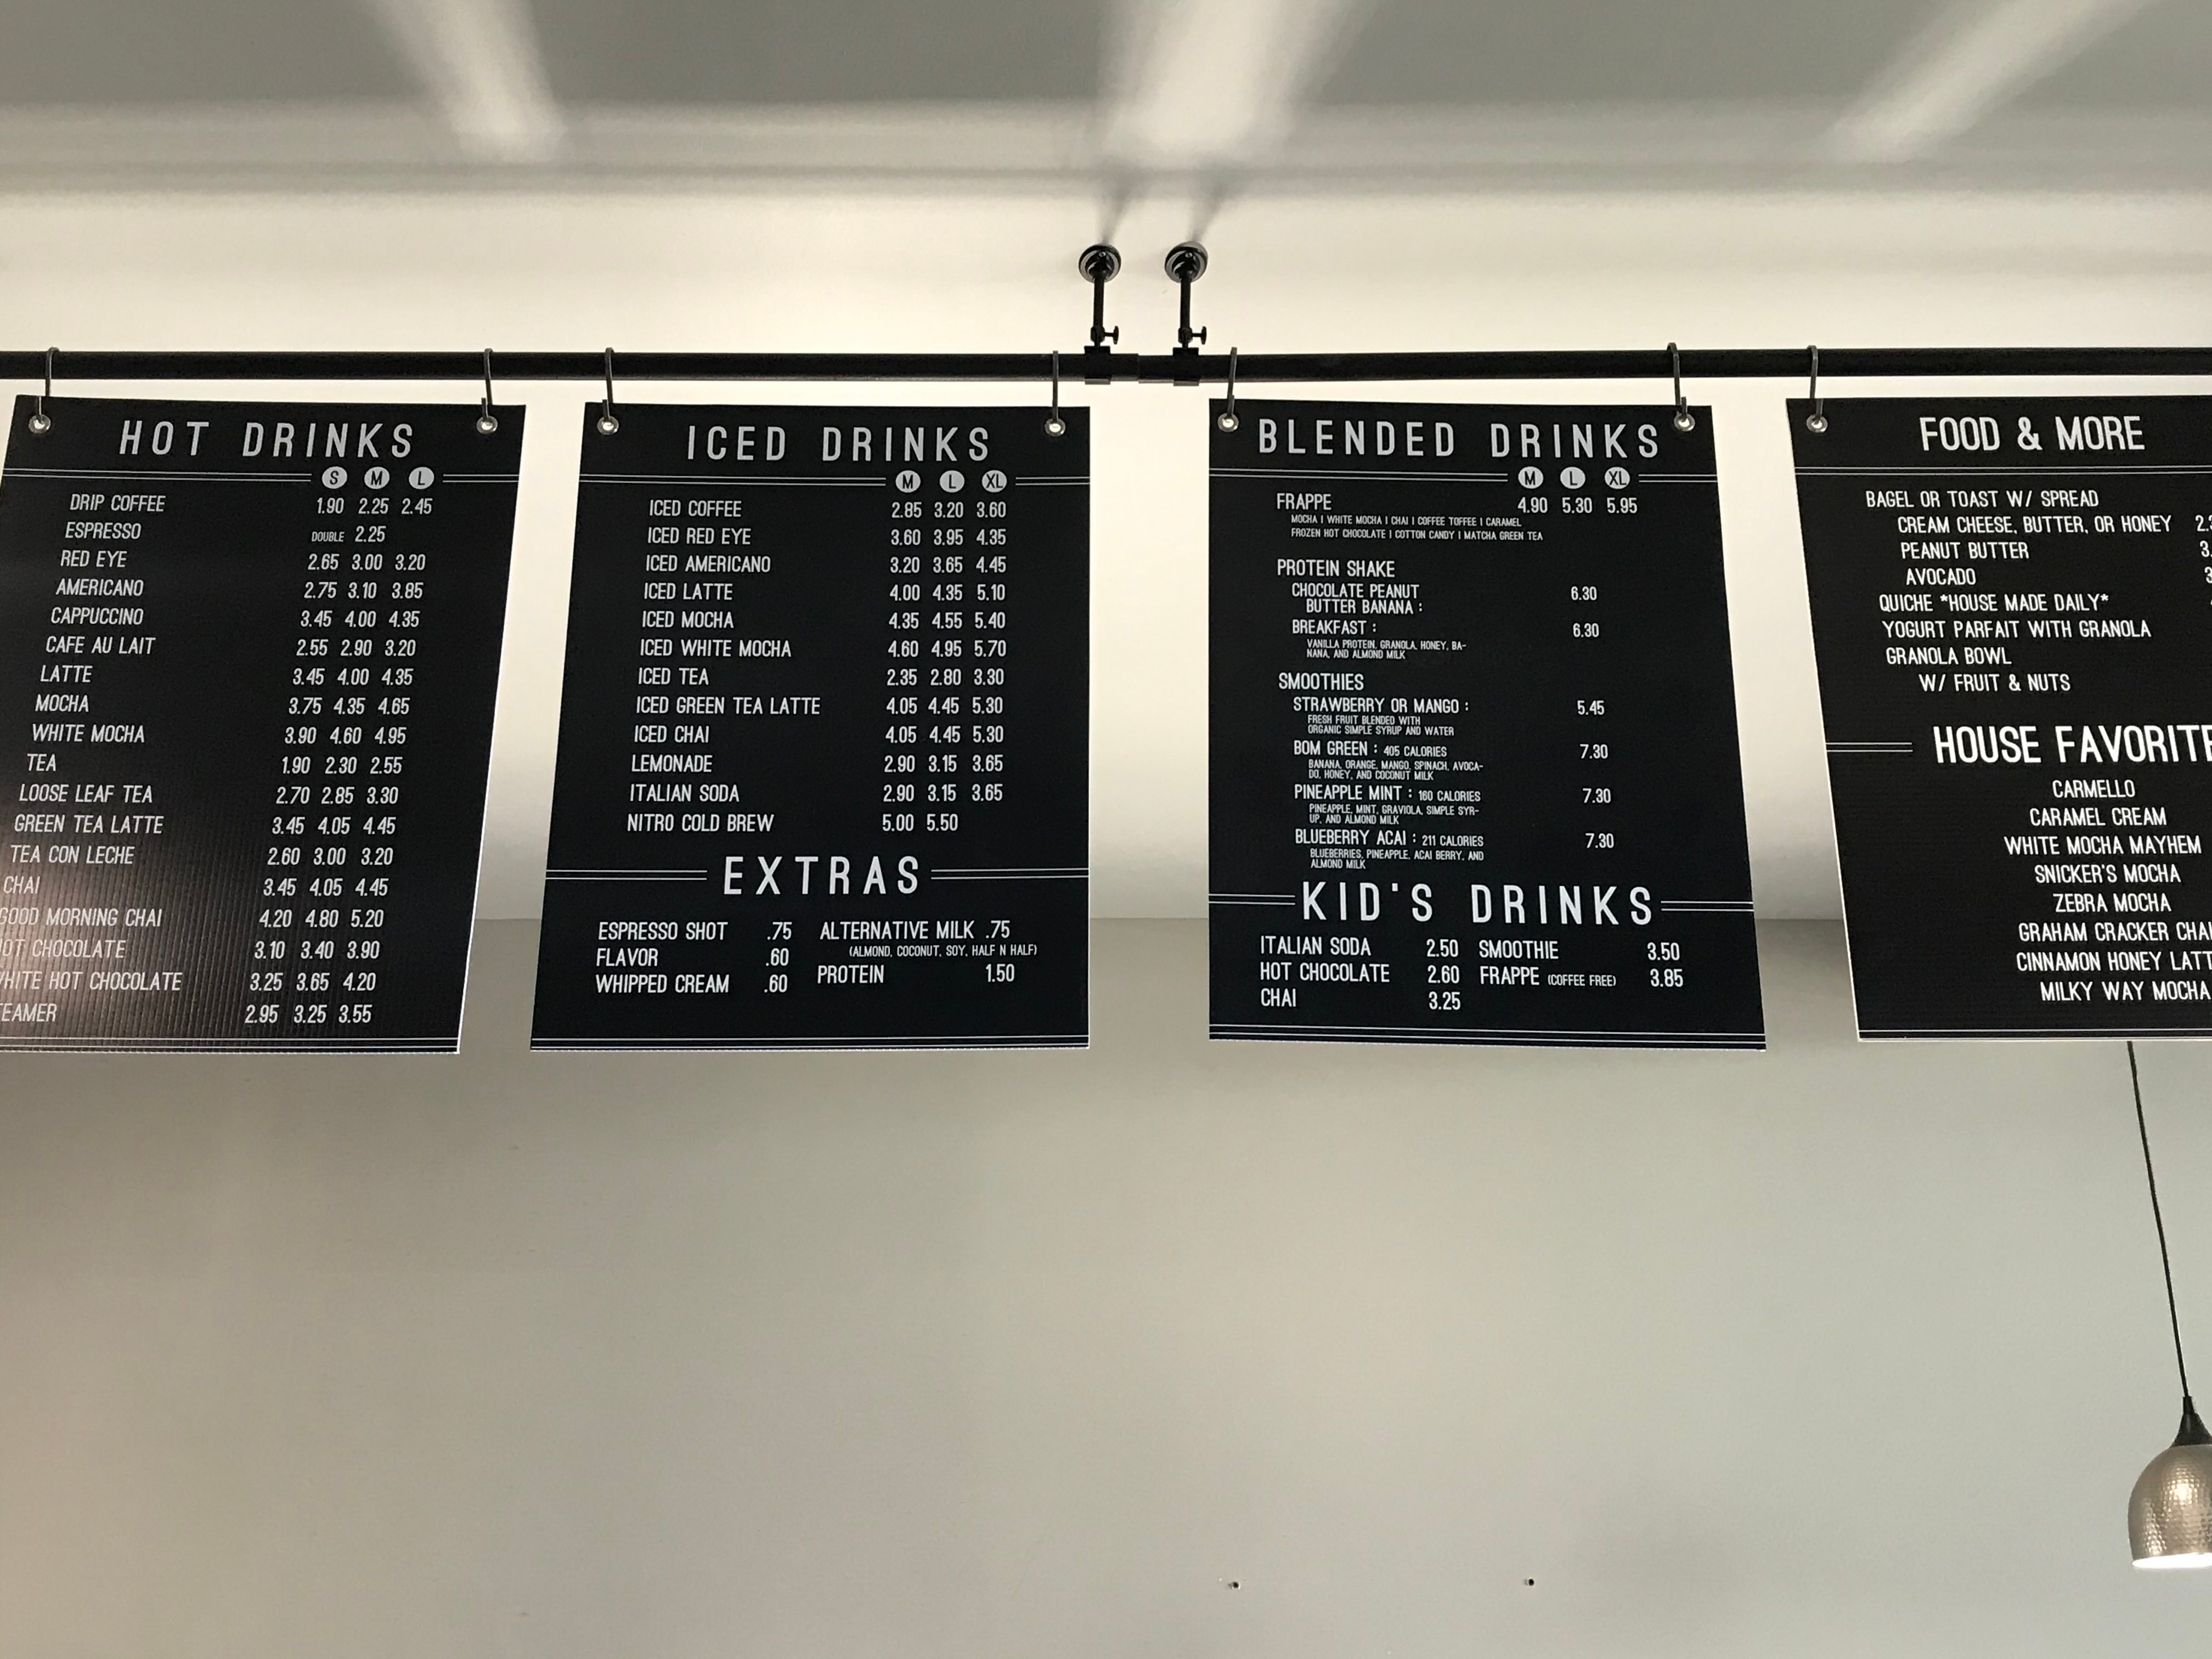 HOT DRINKS
S M L
DRIP COFFEE 1.90 2.25 2.45
ESPRESSO DOUBLE 2.25
RED EYE 2.65 3.00 3.20
AMERICANO 2.75 3.10 3.85
CAPPUCCINO 3.45 4.00 4.35
CAFE AU LAIT 2.55 2.90 3.20
LATTE 3.45 4.00 4.35
MOCHA 3.75 4.35 4.65
WHITE MOCHA 3.90 4.60 4.95
TEA 1.90 2.30 2.55
LOOSE LEAF TEA 2.70 2.85 3.30
GREEN TEA LATTE 3.45 4.05 4.45
TEA CON LECHE 2.60 3.00 3.20
CHAI 3.45 4.05 4.45
GOOD MORNING CHAI 4.20 4.80 5.20
OT CHOCOLATE 3.10 3.40 3.90
WHITE HOT CHOCOLATE 3.25 3.65 4.20
EAMER 2.95 3.25 3.55
ICED DRINKS
M L XL
ICED COFFEE 2.85 3.20 3.60
ICED RED EYE 3.60 3.95 4.35
ICED AMERICANO 3.20 3.65 4.45
ICED LATTE 4.00 4.35 5.10
ICED MOCHA 4.35 4.55 5.40
ICED WHITE MOCHA 4.60 4.95 5.70
ICED TEA 2.35 2.80 3.30
ICED GREEN TEA LATTE 4.05 4.45 5.30
ICED CHAI 4.05 4.45 5.30
LEMONADE 2.90 3.15 3.65
ITALIAN SODA 2.90 3.15 3.65
NITRO COLD BREW 5.00 5.50
EXTRAS
ESPRESSO SHOT .75
FLAVOR .60
WHIPPED CREAM .60
ALTERNATIVE MILK .75
(ALMOND, COCONUT, SOY, HALF N HALF)
PROTEIN 1.50
BLENDED DRINKS
M L XL
FRAPPE 4.90 5.30 5.95
MOCHA | WHITE MOCHA | CHAI | COFFEE TOFFEE | CARAMEL
FROZEN HOT CHOCOLATE | COTTON CANDY | MATCHA GREEN TEA
PROTEIN SHAKE
CHOCOLATE PEANUT 6.30
BUTTER BANANA :
BREAKFAST : 6.30
VANILLA PROTEIN, GRANOLA, HONEY, BA-
NANA, AND ALMOND MILK
SMOOTHIES
STRAWBERRY OR MANGO : 5.45
FRESH FRUIT BLENDED WITH
ORGANIC SIMPLE SYRUP AND WATER
BOM GREEN : 405 CALORIES 7.30
BANANA, ORANGE, MANGO, SPINACH, AVOCA-
DO, HONEY, AND COCONUT MILK
PINEAPPLE MINT : 160 CALORIES 7.30
PINEAPPLE, MINT, GRAVIOLA, SIMPLE SYR-
UP, AND ALMOND MILK
BLUEBERRY ACAI : 211 CALORIES 7.30
BLUEBERRIES, PINEAPPLE, ACAI BERRY, AND
ALMOND MILK
KID'S DRINKS
ITALIAN SODA 2.50
HOT CHOCOLATE 2.60
CHAI 3.25
SMOOTHIE 3.50
FRAPPE (COFFEE FREE) 3.85
FOOD & MORE
BAGEL OR TOAST W/ SPREAD
CREAM CHEESE, BUTTER, OR HONEY 2.
PEANUT BUTTER 3.
AVOCADO
QUICHE *HOUSE MADE DAILY*
YOGURT PARFAIT WITH GRANOLA
GRANOLA BOWL
W/ FRUIT & NUTS
HOUSE FAVORITE
CARMELLO
CARAMEL CREAM
WHITE MOCHA MAYHEM
SNICKER'S MOCHA
ZEBRA MOCHA
GRAHAM CRACKER CHAI
CINNAMON HONEY LATT
MILKY WAY MOCHA